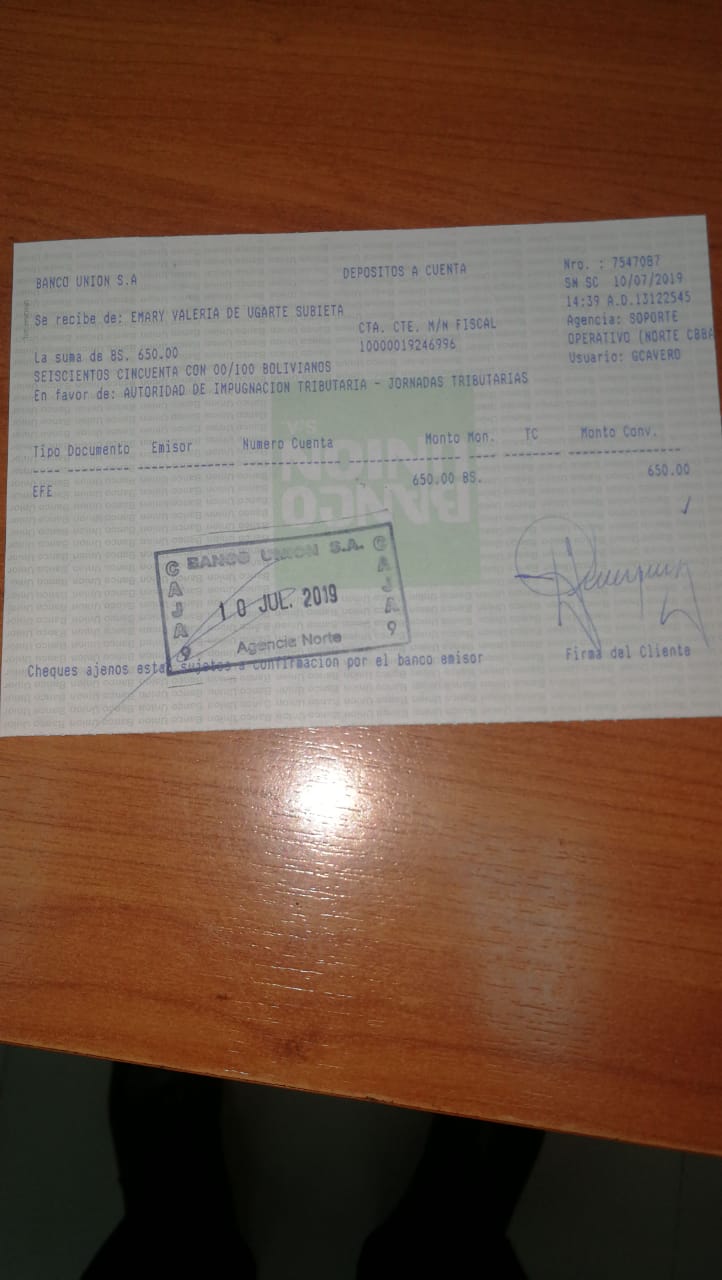 BANCO UNION S.A
DEPOSITOS A CUENTA
Nro. : 7547087
SN SC 10/07/2019
14:39 A.D.13122545
Agencia: SOPORTE
OPERATIVO (NORTE CBBA
Usuario: GCAVERO
Se recibe de: EMARY VALERIA DE UGARTE SUBIETA
CTA. CTE. M/N FISCAL
10000019246996
La suma de BS. 650.00
SEISCIENTOS CINCUENTA CON 00/100 BOLIVIANOS
En favor de: AUTORIDAD DE IMPUGNACION TRIBUTARIA - JORNADAS TRIBUTARIAS
Tipo Documento Emisor Numero Cuenta Monto Mon. TC Monto Conv.
EFE 650.00 BS. 650.00
BANCO UNION S.A.
CAJA 9
CAJA 9
10 JUL. 2019
Agencia Norte
Cheques ajenos estan sujetos a confirmacion por el banco emisor
Firma del Cliente
BANCO
UNION
S.A